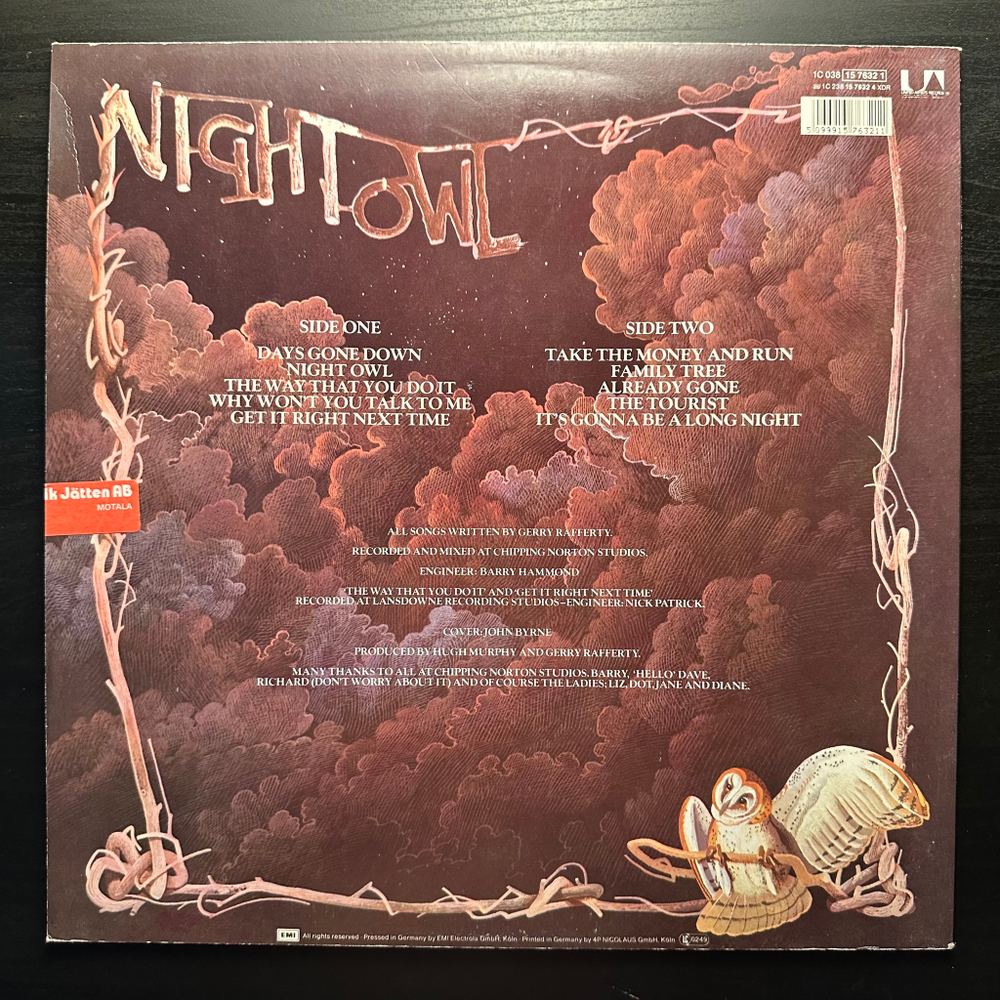 NIGHT OWL
1C 038 15 7632 1
1C 238 15 7632 4 XDR
UA
5 099915 763211
SIDE ONE
DAYS GONE DOWN
NIGHT OWL
THE WAY THAT YOU DO IT
WHY WON'T YOU TALK TO ME
GET IT RIGHT NEXT TIME
SIDE TWO
TAKE THE MONEY AND RUN
FAMILY TREE
ALREADY GONE
THE TOURIST
IT'S GONNA BE A LONG NIGHT
ik Jätten AB
MOTALA
ALL SONGS WRITTEN BY GERRY RAFFERTY.
RECORDED AND MIXED AT CHIPPING NORTON STUDIOS.
ENGINEER: BARRY HAMMOND
'THE WAY THAT YOU DO IT' AND 'GET IT RIGHT NEXT TIME'
RECORDED AT LANSDOWNE RECORDING STUDIOS–ENGINEER: NICK PATRICK.
COVER: JOHN BYRNE
PRODUCED BY HUGH MURPHY AND GERRY RAFFERTY.
MANY THANKS TO ALL AT CHIPPING NORTON STUDIOS. BARRY, 'HELLO' DAVE,
RICHARD (DON'T WORRY ABOUT IT) AND OF COURSE THE LADIES; LIZ, DOT, JANE AND DIANE.
EMI All rights reserved · Pressed in Germany by EMI Electrola GmbH, Köln · Printed in Germany by 4P NICOLAUS GmbH, Köln 0249